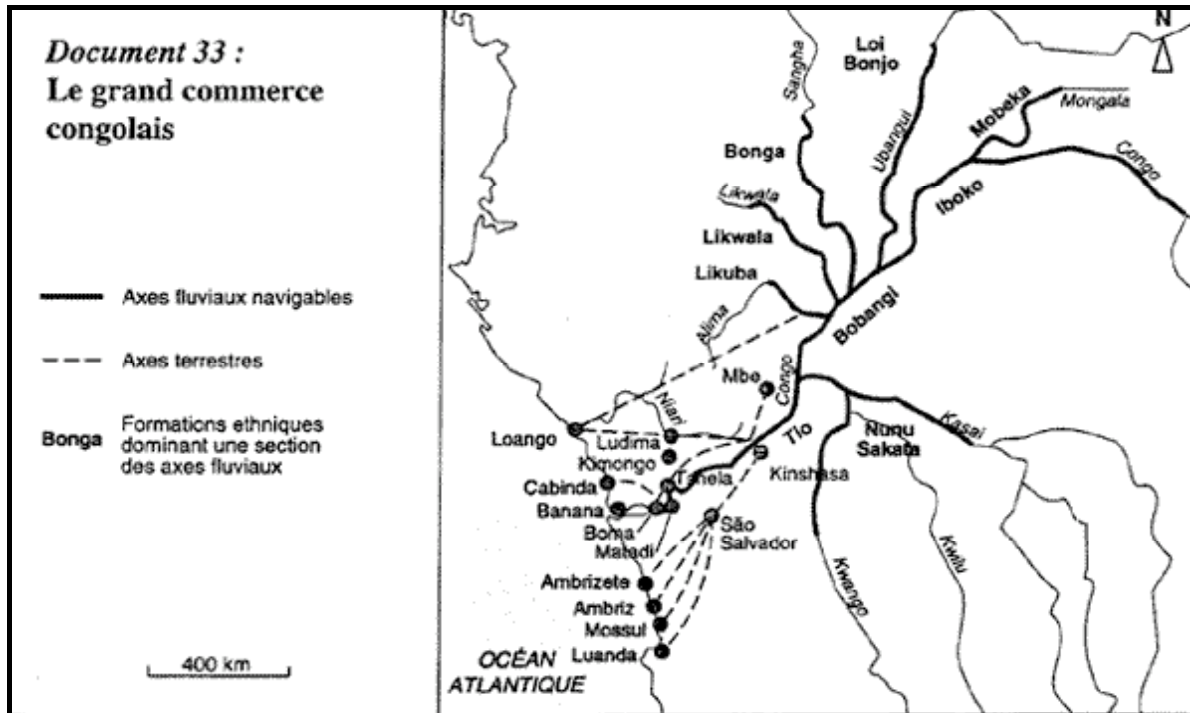 Document 33 :
Le grand commerce
congolais
Axes fluviaux navigables
Axes terrestres
Bonga
Formations ethniques
dominant une section
des axes fluviaux
400 km
N
Loi
Bonjo
Sangha
Ubangui
Mobeka
Mongala
Congo
Iboko
Bonga
Likwala
Likwala
Likuba
Alima
Bobangi
Mbe
Congo
Niari
Loango
Ludima
Kimongo
Tlo
Nunu
Sakata
Kasai
Cabinda
Tshela
Kinshasa
Banana
Boma
Matadi
São
Salvador
Ambrizete
Ambriz
Mossul
Luanda
Kwango
Kwilu
OCÉAN
ATLANTIQUE